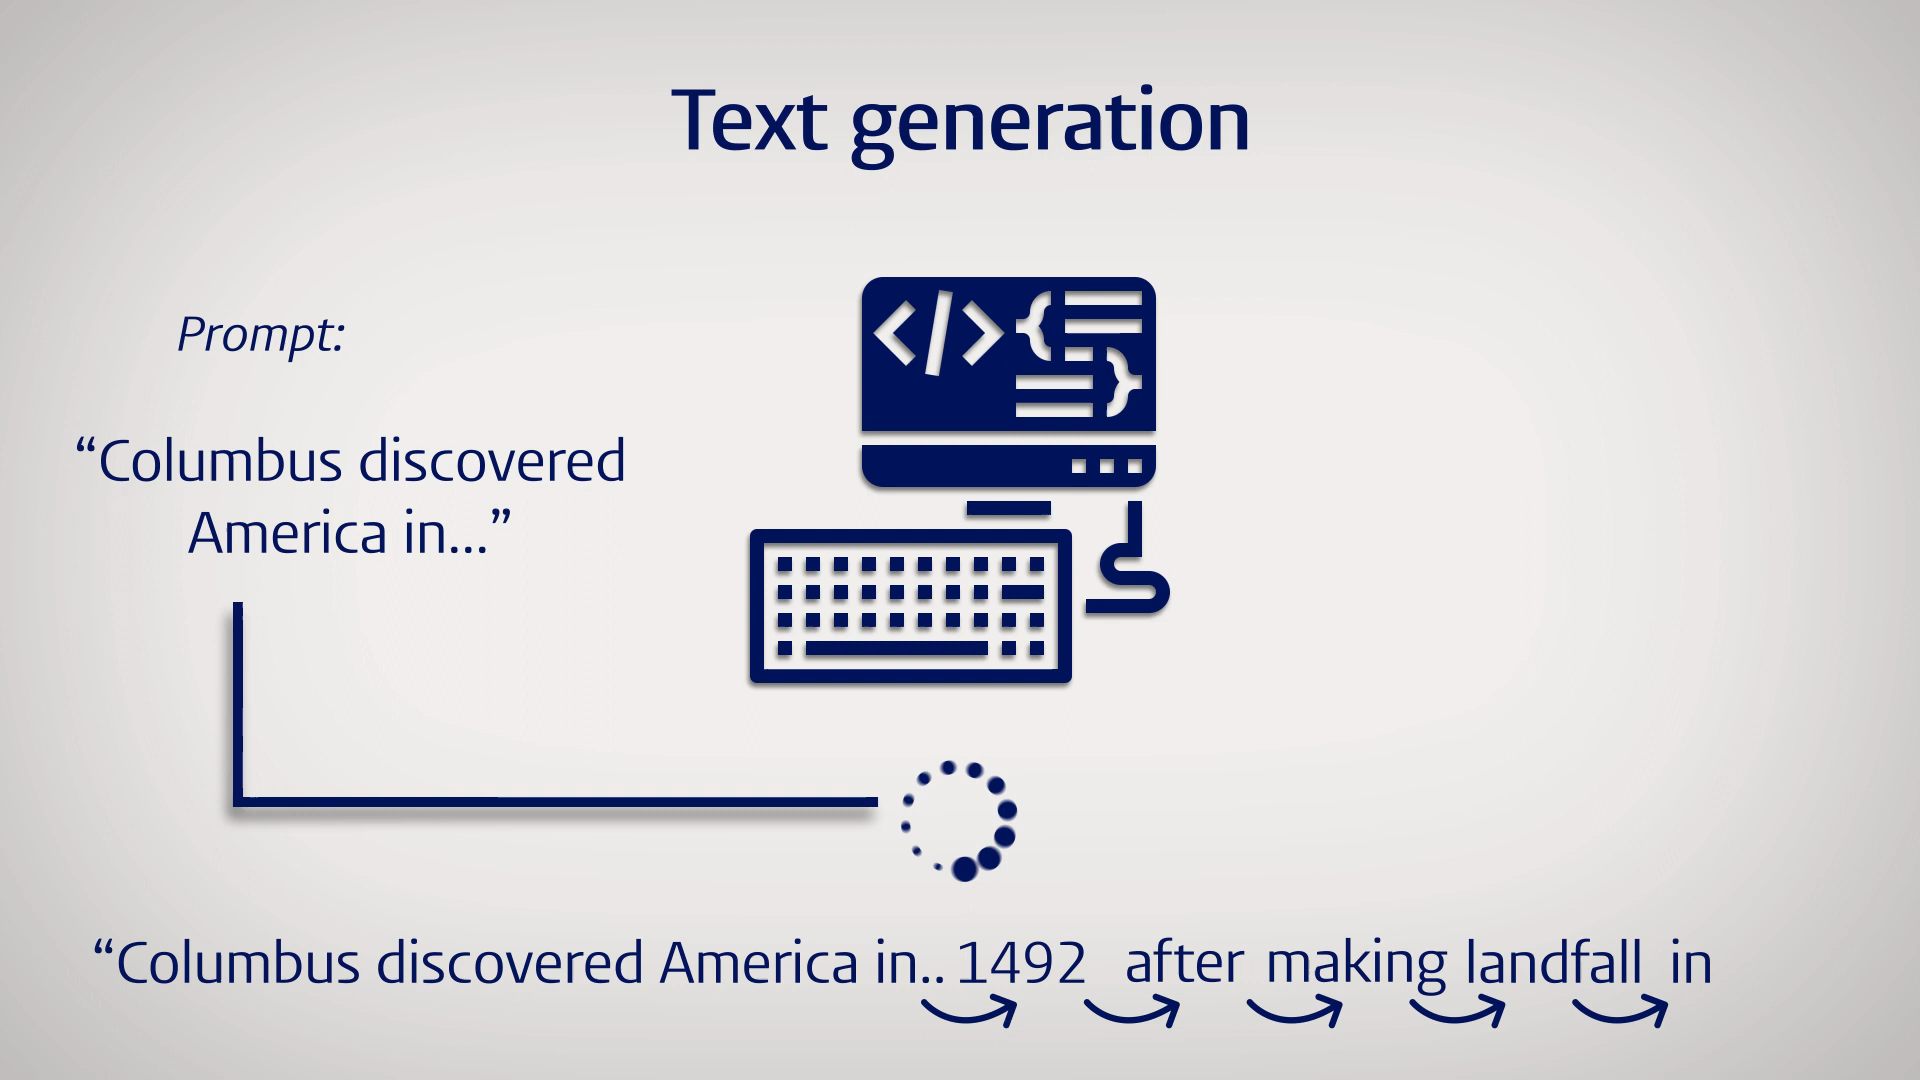 Text generation
Prompt:
“Columbus discovered
America in...”
</>
“Columbus discovered America in.. 1492 after making landfall in